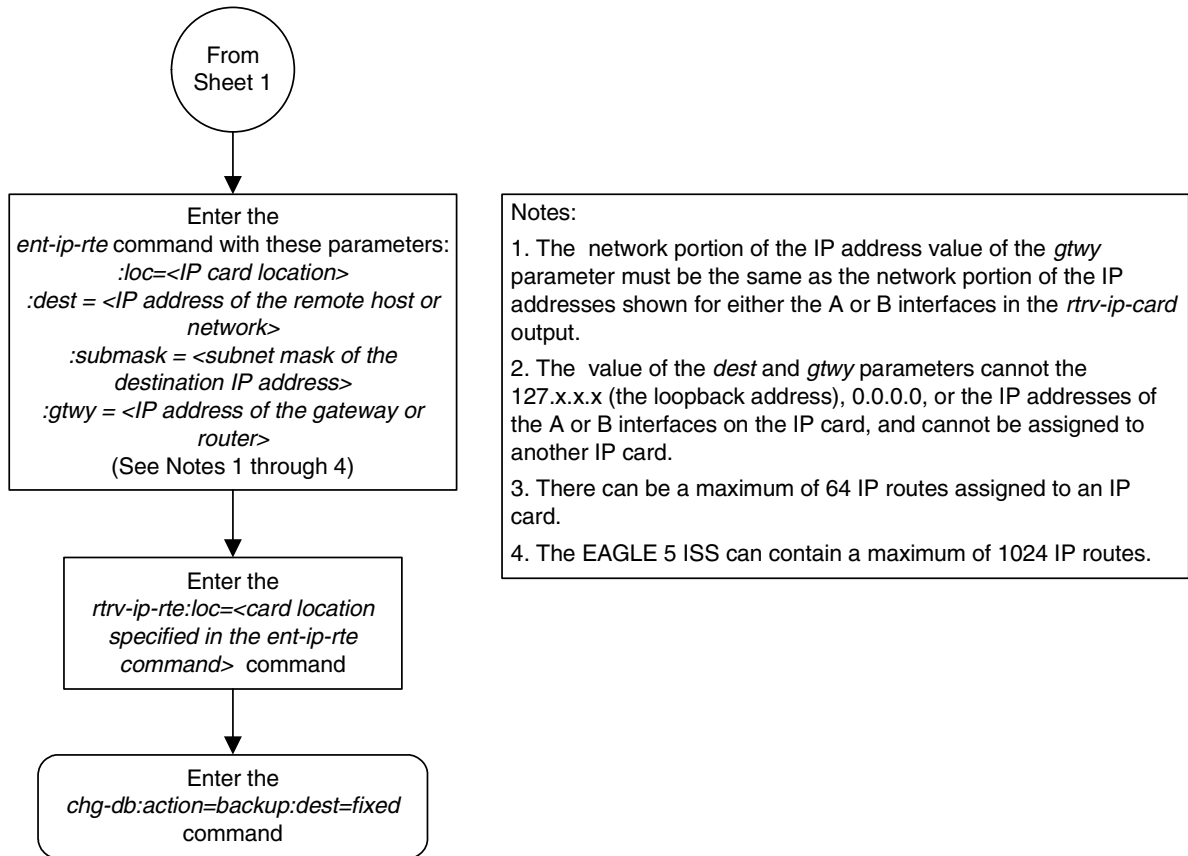 From
Sheet 1
Enter the
ent-ip-rte command with these parameters:
:loc=<IP card location>
:dest = <IP address of the remote host or
network>
:submask = <subnet mask of the
destination IP address>
:gtwy = <IP address of the gateway or
router>
(See Notes 1 through 4)
Notes:
1. The network portion of the IP address value of the gtwy
parameter must be the same as the network portion of the IP
addresses shown for either the A or B interfaces in the rtrv-ip-card
output.
2. The value of the dest and gtwy parameters cannot the
127.x.x.x (the loopback address), 0.0.0.0, or the IP addresses of
the A or B interfaces on the IP card, and cannot be assigned to
another IP card.
3. There can be a maximum of 64 IP routes assigned to an IP
card.
4. The EAGLE 5 ISS can contain a maximum of 1024 IP routes.
Enter the
rtrv-ip-rte:loc=<card location
specified in the ent-ip-rte
command> command
Enter the
chg-db:action=backup:dest=fixed
command